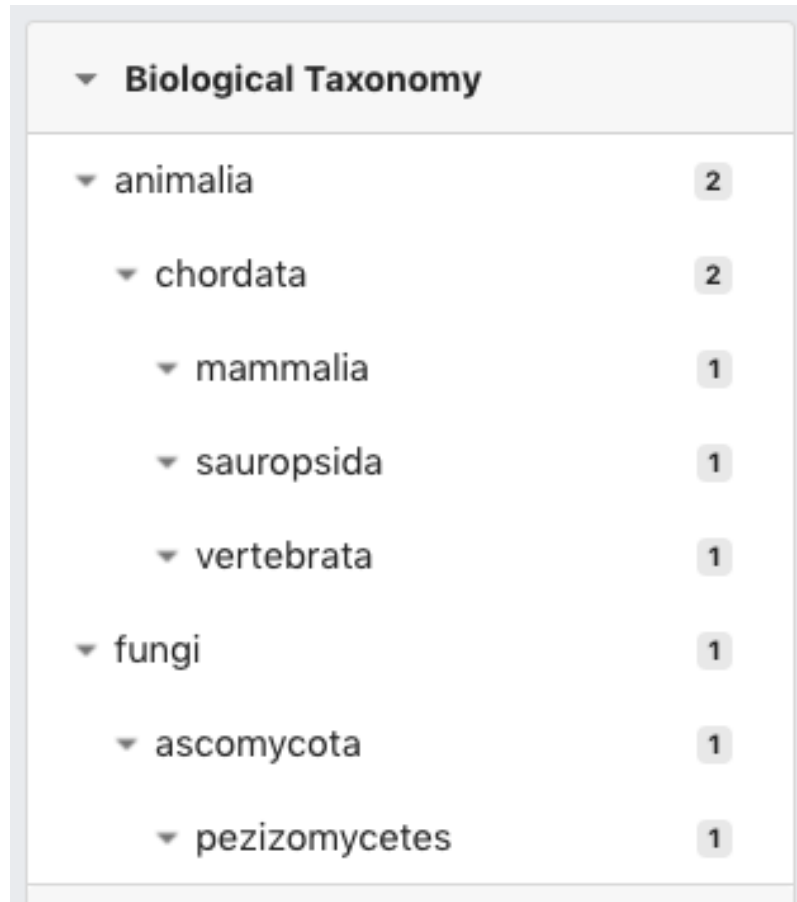 Biological Taxonomy
animalia 2
chordata 2
mammalia 1
sauropsida 1
vertebrata 1
fungi 1
ascomycota 1
pezizomycetes 1